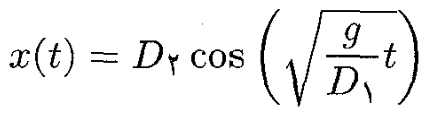 x(t) = D۲ cos (√(g/D۱ t))